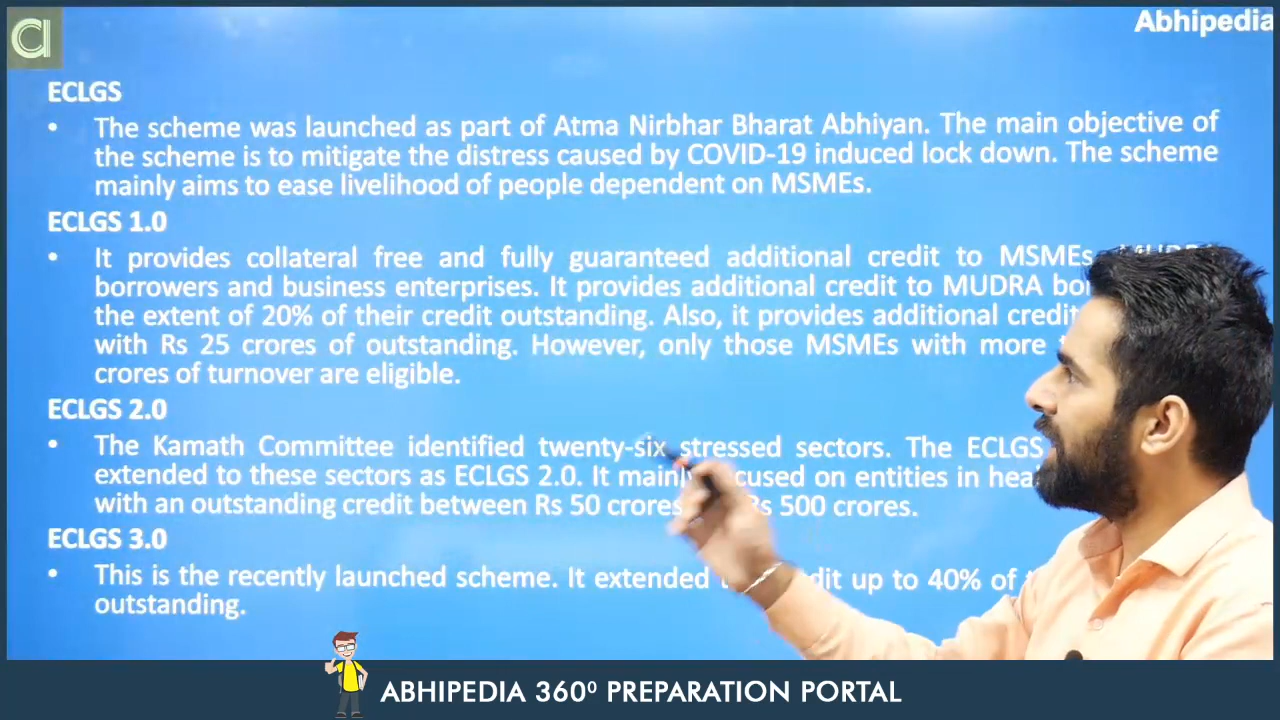 Abhipedia
ECLGS
• The scheme was launched as part of Atma Nirbhar Bharat Abhiyan. The main objective of
the scheme is to mitigate the distress caused by COVID-19 induced lock down. The scheme
mainly aims to ease livelihood of people dependent on MSMEs.
ECLGS 1.0
• It provides collateral free and fully guaranteed additional credit to MSMEs,
borrowers and business enterprises. It provides additional credit to MUDRA
the extent of 20% of their credit outstanding. Also, it provides additional credit
with Rs 25 crores of outstanding. However, only those MSMEs with more
crores of turnover are eligible.
ECLGS 2.0
• The Kamath Committee identified twenty-six stressed sectors. The ECLGS
extended to these sectors as ECLGS 2.0. It mainly focused on entities in
with an outstanding credit between Rs 50 crores Rs 500 crores.
ECLGS 3.0
• This is the recently launched scheme. It extended up to 40% of
outstanding.
ABHIPEDIA 360⁰ PREPARATION PORTAL